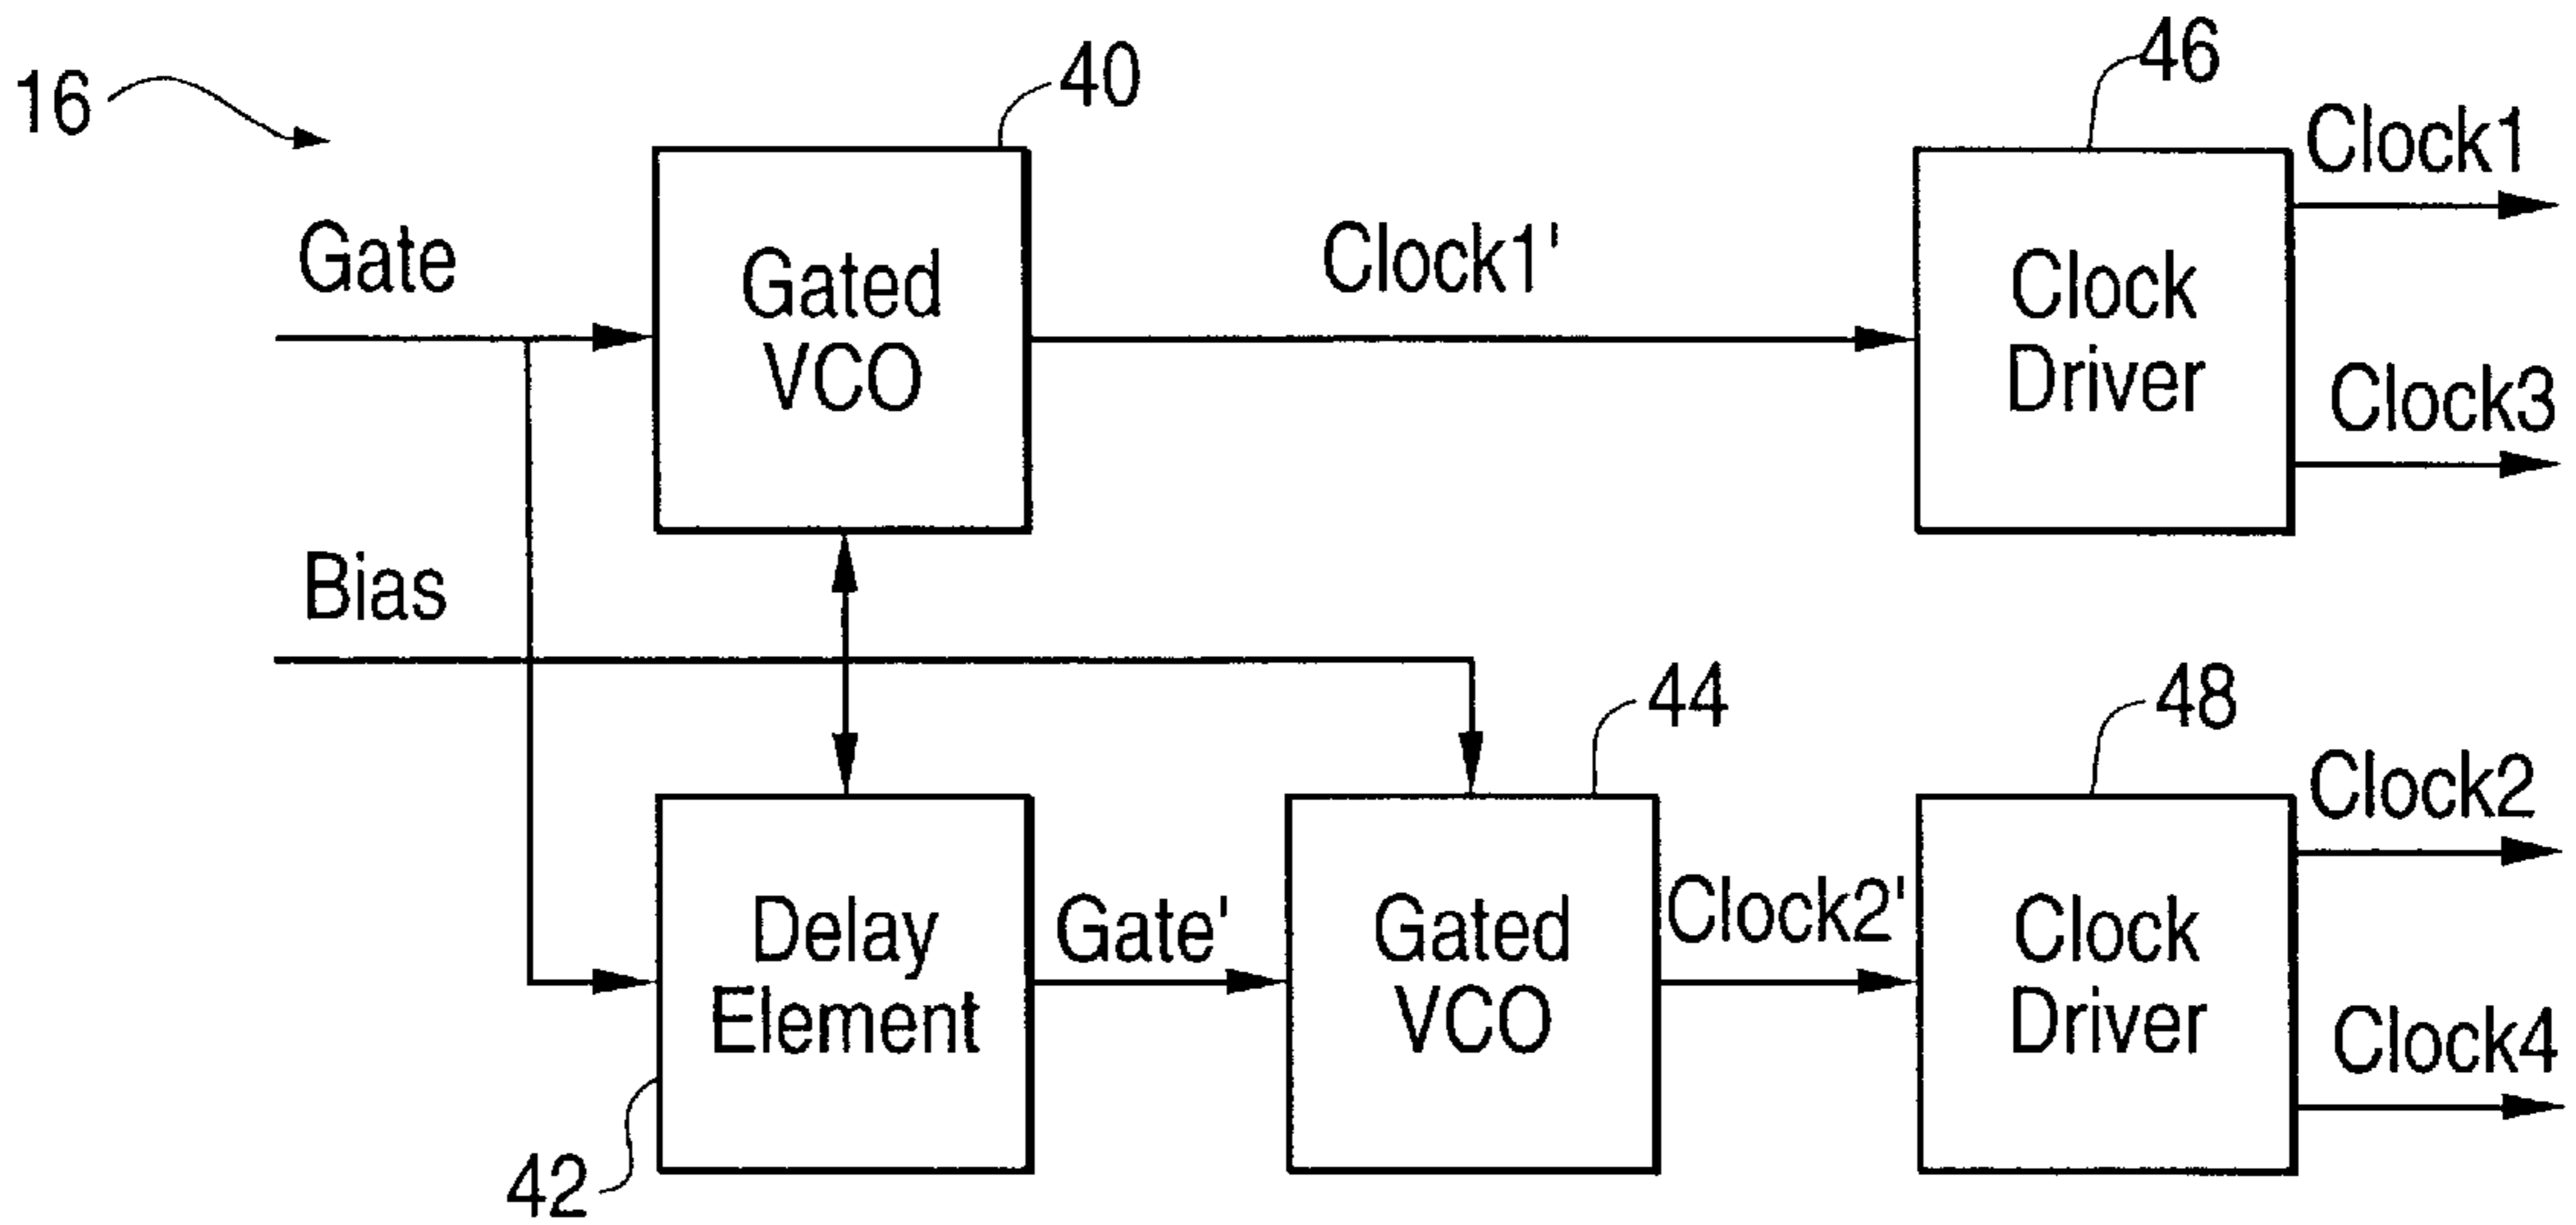 16
40
46
Clock1
Gate
Gated
VCO
Clock1'
Clock
Driver
Clock3
Bias
44
48
Clock2
Delay
Element
Gate'
Gated
VCO
Clock2'
Clock
Driver
Clock4
42